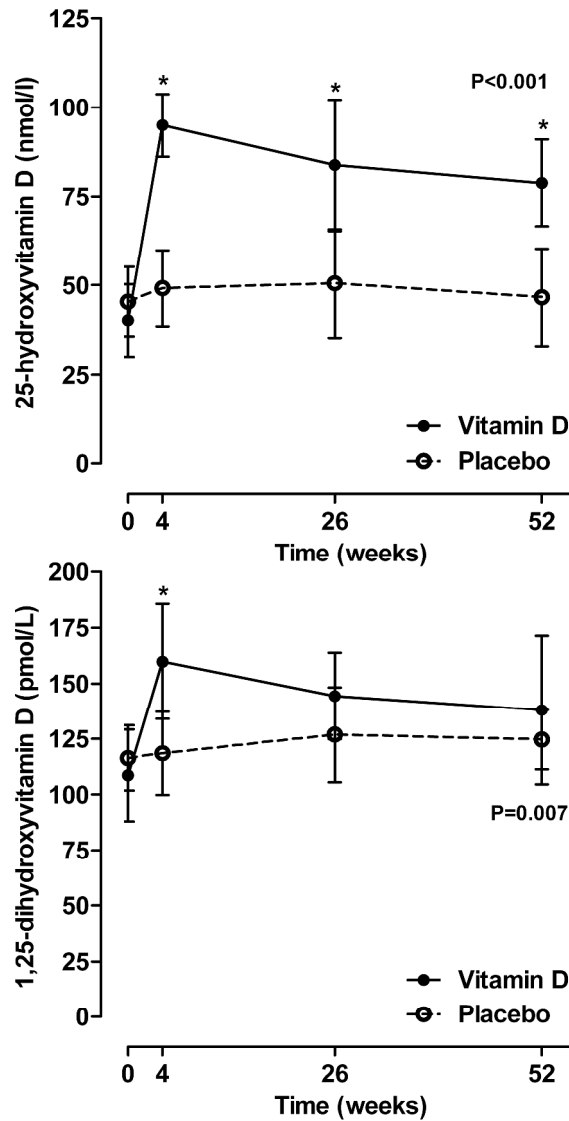 25-hydroxyvitamin D (nmol/l)
125
100
75
50
25
0
* * *
P<0.001
Vitamin D
Placebo
0 4 26 52
Time (weeks)
1,25-dihydroxyvitamin D (pmol/L)
200
175
150
125
100
75
50
25
0
*
P=0.007
Vitamin D
Placebo
0 4 26 52
Time (weeks)